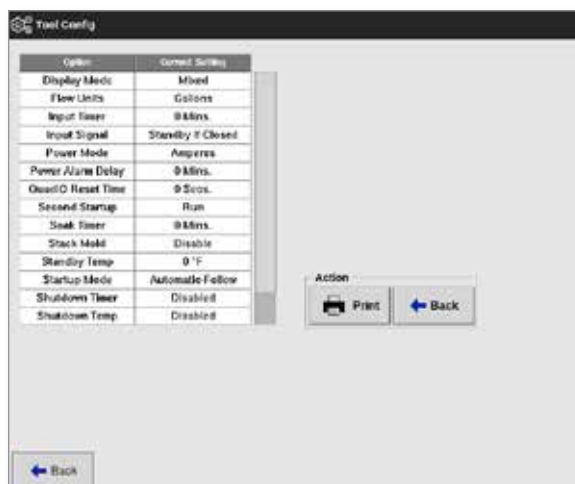 Tool Config
Option Current Setting
Display Mode Mixed
Flow Units Gallons
Input Timer 0 Mins.
Input Signal Standby If Closed
Power Mode Amperes
Power Alarm Delay 0 Mins.
QuadIO Reset Time 0 Secs.
Second Startup Run
Soak Timer 0 Mins.
Stack Mold Disable
Standby Temp 0 °F
Startup Mode Automatic-Follow
Shutdown Timer Disabled
Shutdown Temp Disabled
Action
Print Back
Back